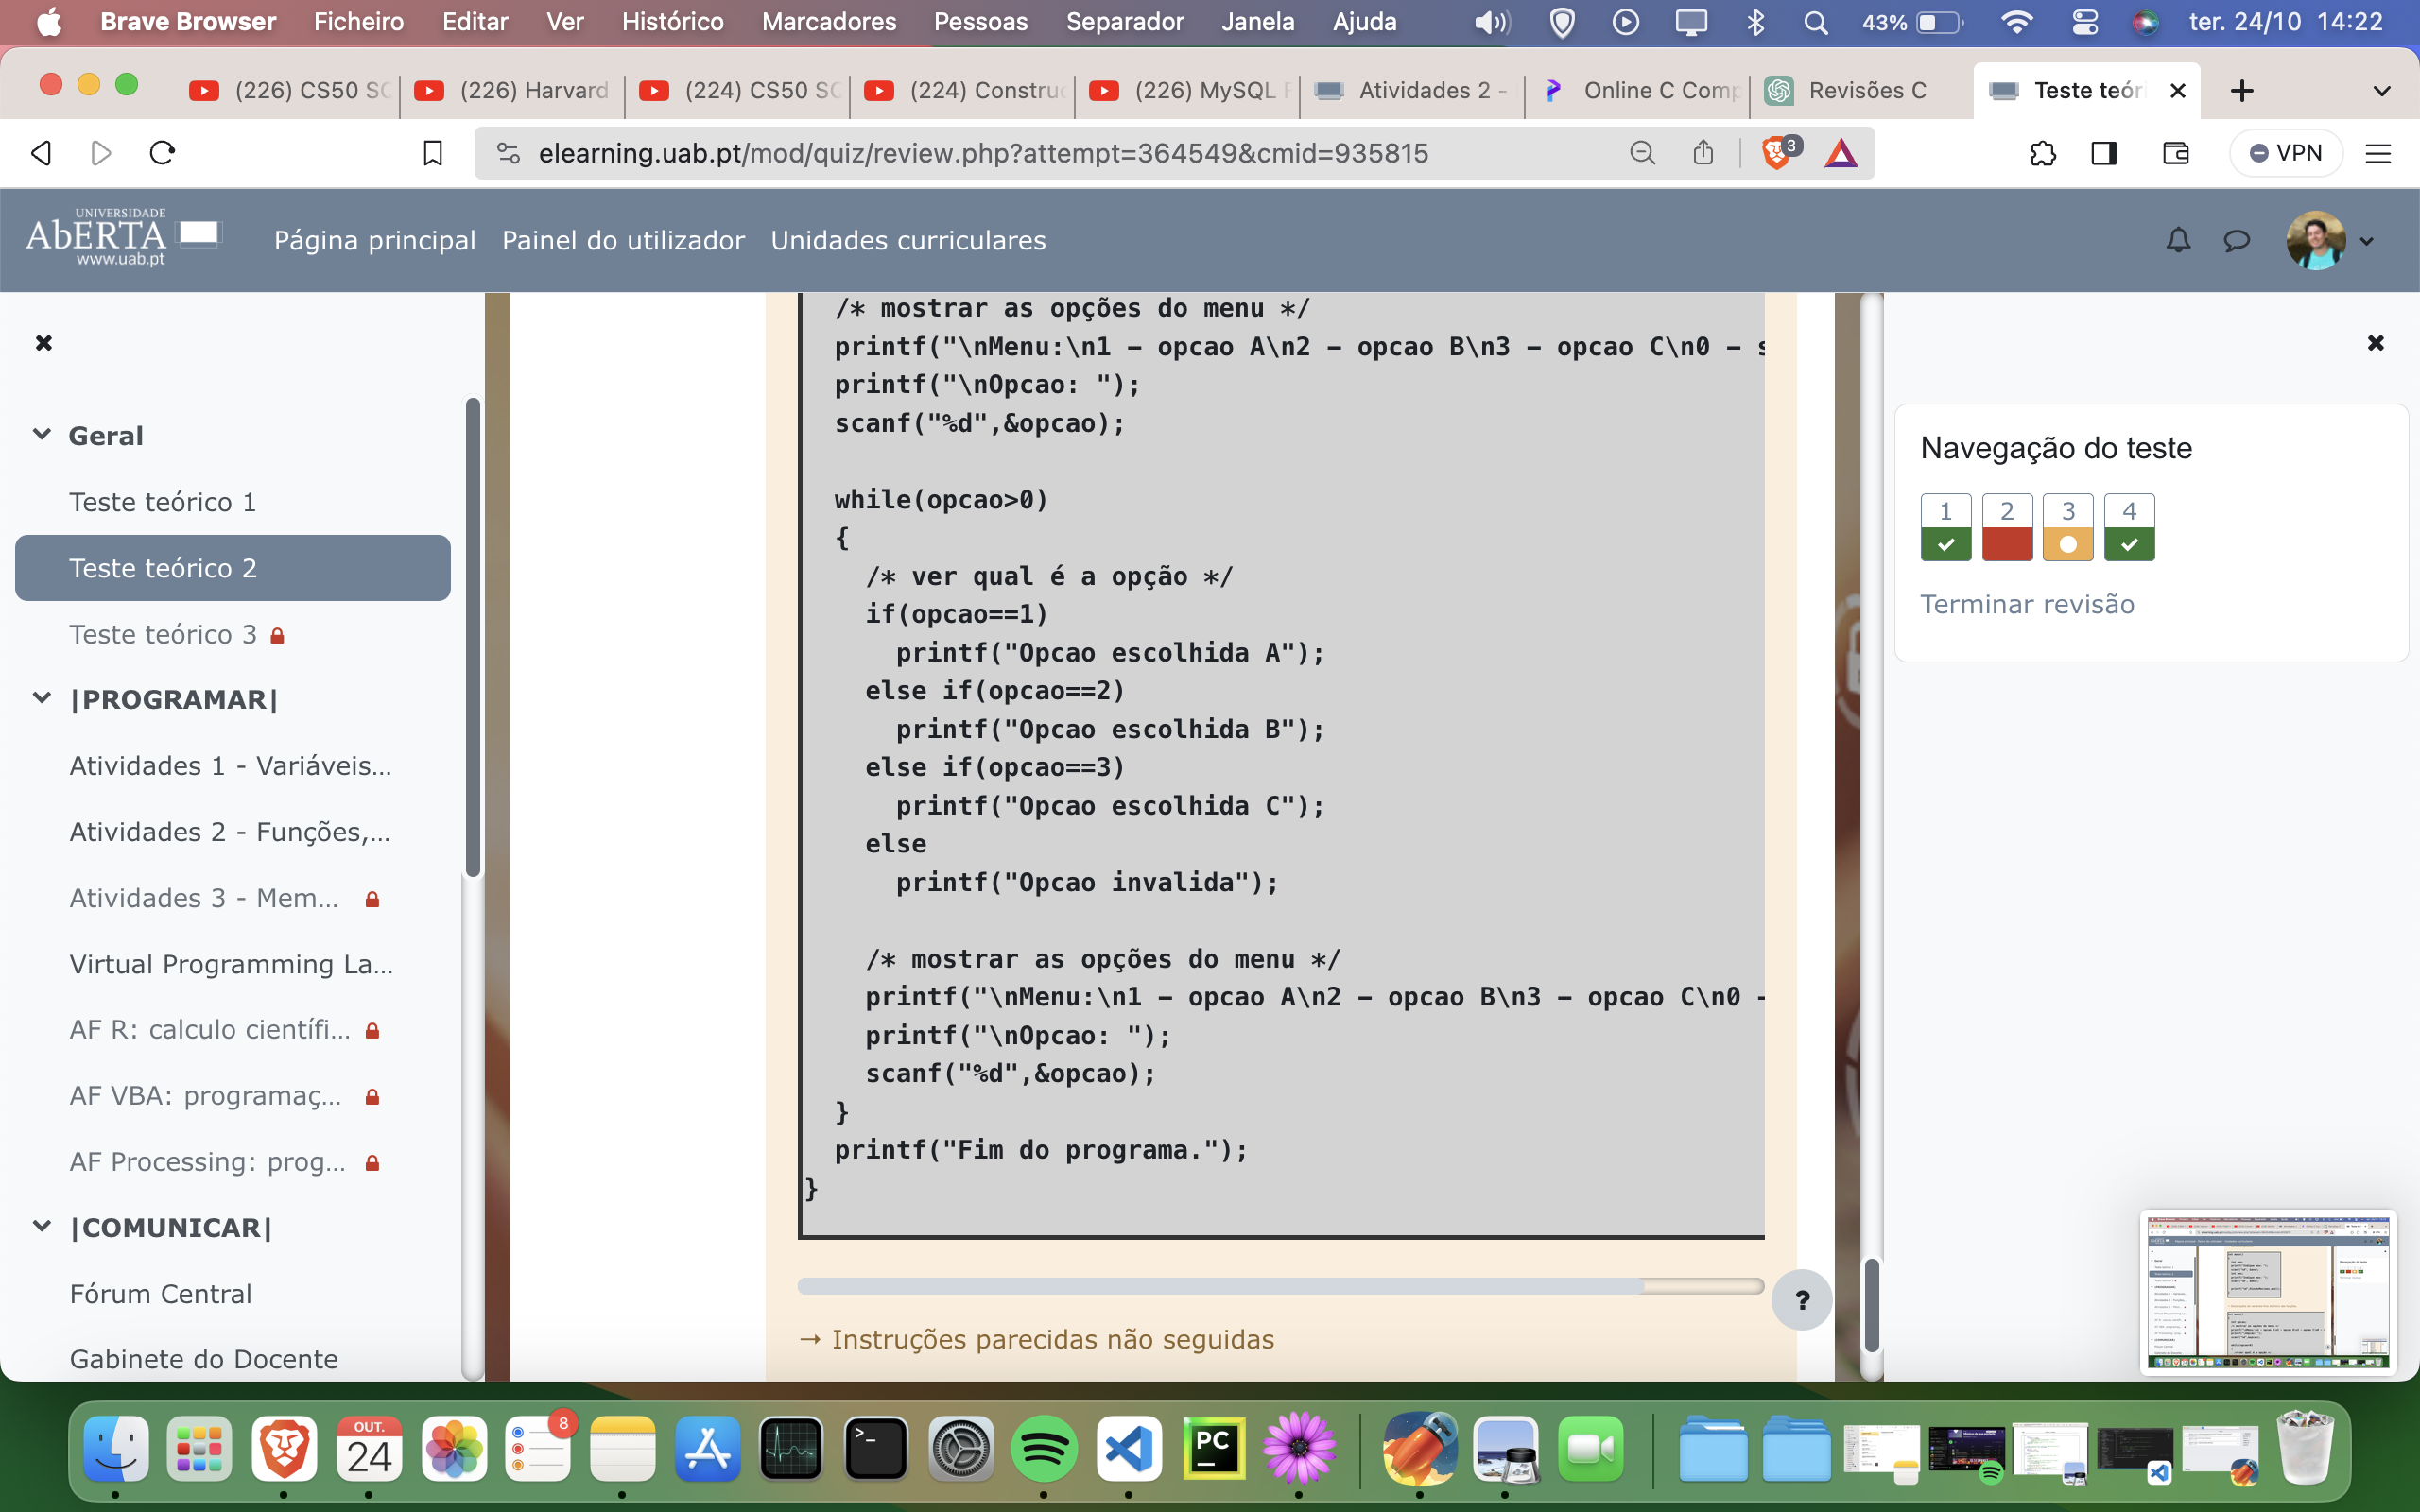 Brave Browser Ficheiro Editar Ver Histórico Marcadores Pessoas Separador Janela Ajuda 43% ter. 24/10 14:22
(226) CS50 SQ (226) Harvard (224) CS50 SQ (224) Construc (226) MySQL F Atividades 2 - Online C Comp Revisões C Teste teór
elearning.uab.pt/mod/quiz/review.php?attempt=364549&cmid=935815 3 VPN
UNIVERSIDADE
AbERTA
www.uab.pt
Página principal Painel do utilizador Unidades curriculares
Geral
Teste teórico 1
Teste teórico 2
Teste teórico 3
|PROGRAMAR|
Atividades 1 - Variáveis...
Atividades 2 - Funções,...
Atividades 3 - Mem...
Virtual Programming La...
AF R: calculo científi...
AF VBA: programaç...
AF Processing: prog...
|COMUNICAR|
Fórum Central
Gabinete do Docente
/* mostrar as opções do menu */
printf("\nMenu:\n1 - opcao A\n2 - opcao B\n3 - opcao C\n0 - s
printf("\nOpcao: ");
scanf("%d",&opcao);
while(opcao>0)
{
/* ver qual é a opção */
if(opcao==1)
printf("Opcao escolhida A");
else if(opcao==2)
printf("Opcao escolhida B");
else if(opcao==3)
printf("Opcao escolhida C");
else
printf("Opcao invalida");
/* mostrar as opções do menu */
printf("\nMenu:\n1 - opcao A\n2 - opcao B\n3 - opcao C\n0 -
printf("\nOpcao: ");
scanf("%d",&opcao);
}
printf("Fim do programa.");
}
?
→ Instruções parecidas não seguidas
Navegação do teste
1 2 3 4
Terminar revisão
OUT.
24
8
>_
PC